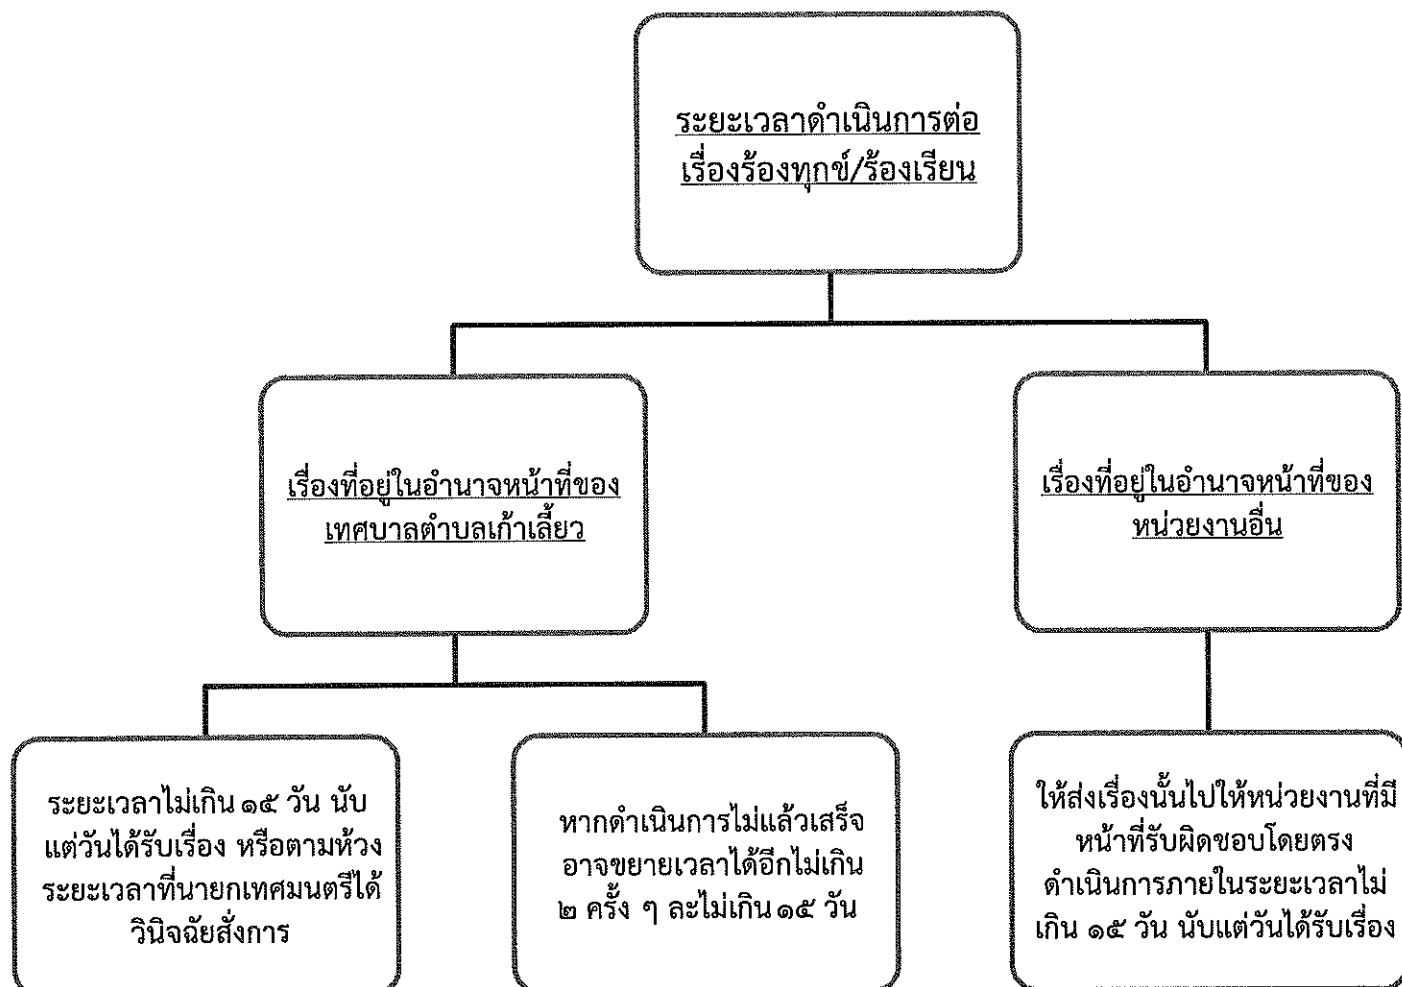 ระยะเวลาดำเนินการต่อ
เรื่องร้องทุกข์/ร้องเรียน
เรื่องที่อยู่ในอำนาจหน้าที่ของ
เทศบาลตำบลเก้าเลี้ยว
เรื่องที่อยู่ในอำนาจหน้าที่ของ
หน่วยงานอื่น
ระยะเวลาไม่เกิน ๑๕ วัน นับ
แต่วันได้รับเรื่อง หรือตามห้วง
ระยะเวลาที่นายกเทศมนตรีได้
วินิจฉัยสั่งการ
หากดำเนินการไม่แล้วเสร็จ
อาจขยายเวลาได้อีกไม่เกิน
๒ ครั้ง ๆ ละไม่เกิน ๑๕ วัน
ให้ส่งเรื่องนั้นไปให้หน่วยงานที่มี
หน้าที่รับผิดชอบโดยตรง
ดำเนินการภายในระยะเวลาไม่
เกิน ๑๕ วัน นับแต่วันได้รับเรื่อง